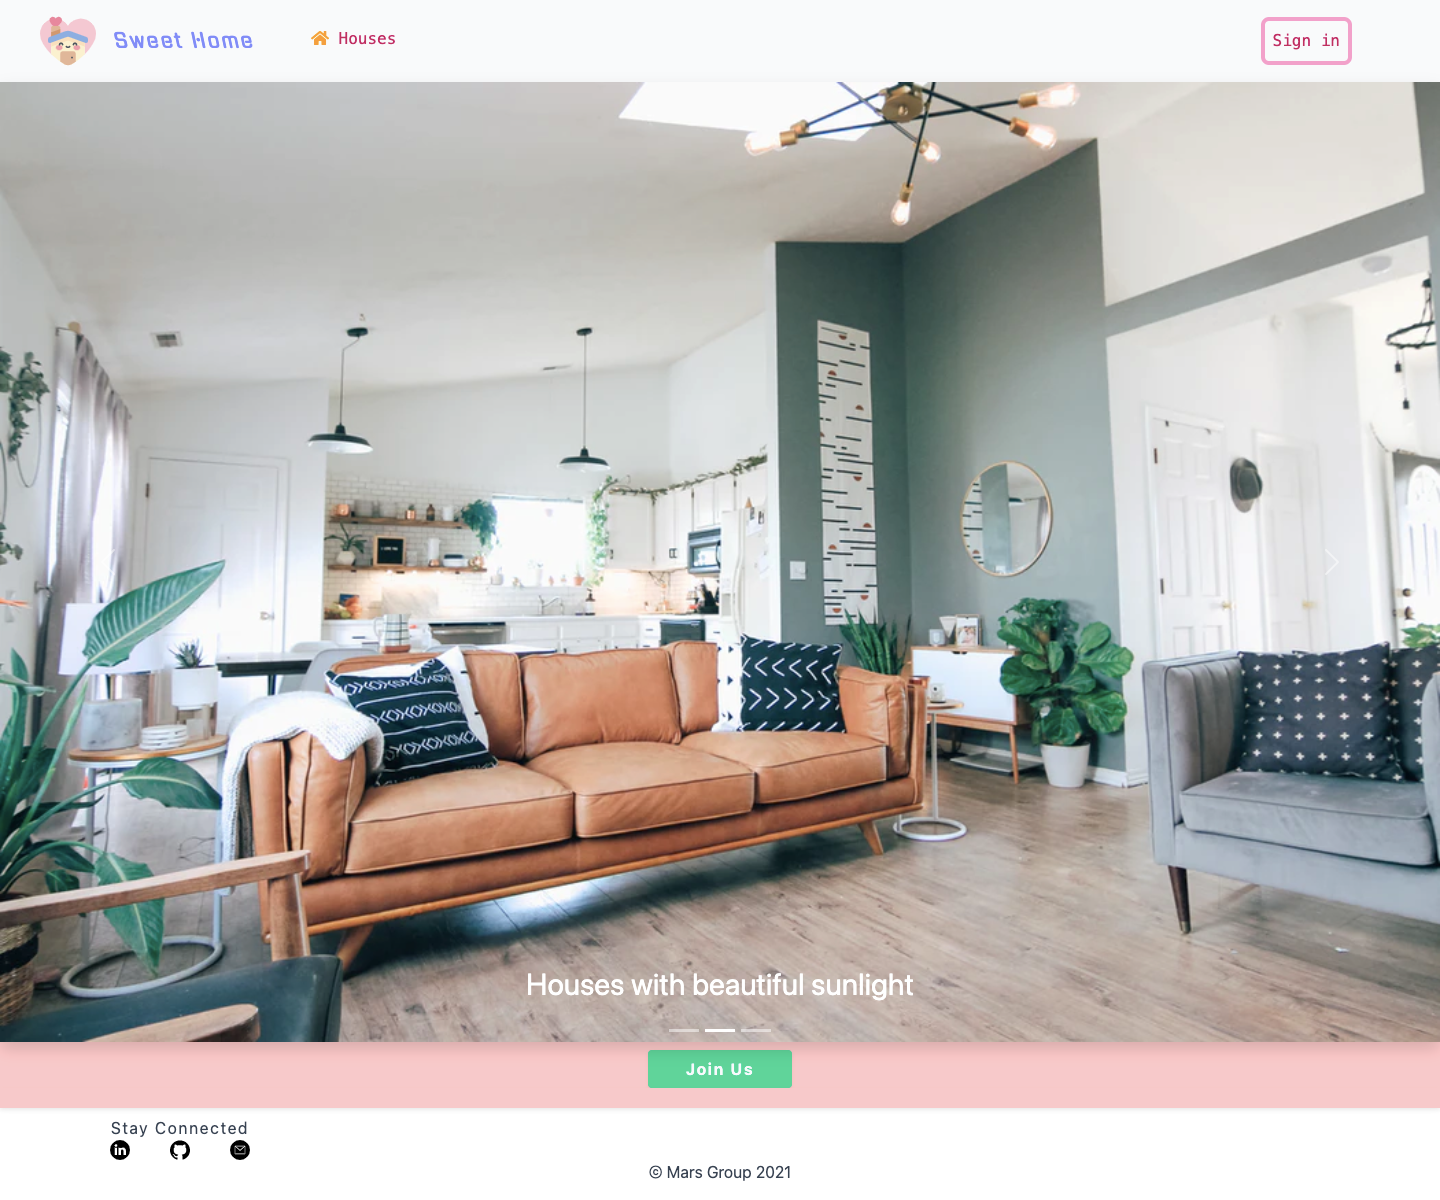 Sweet Home
Houses
Sign in
Houses with beautiful sunlight
Join Us
Stay Connected
© Mars Group 2021